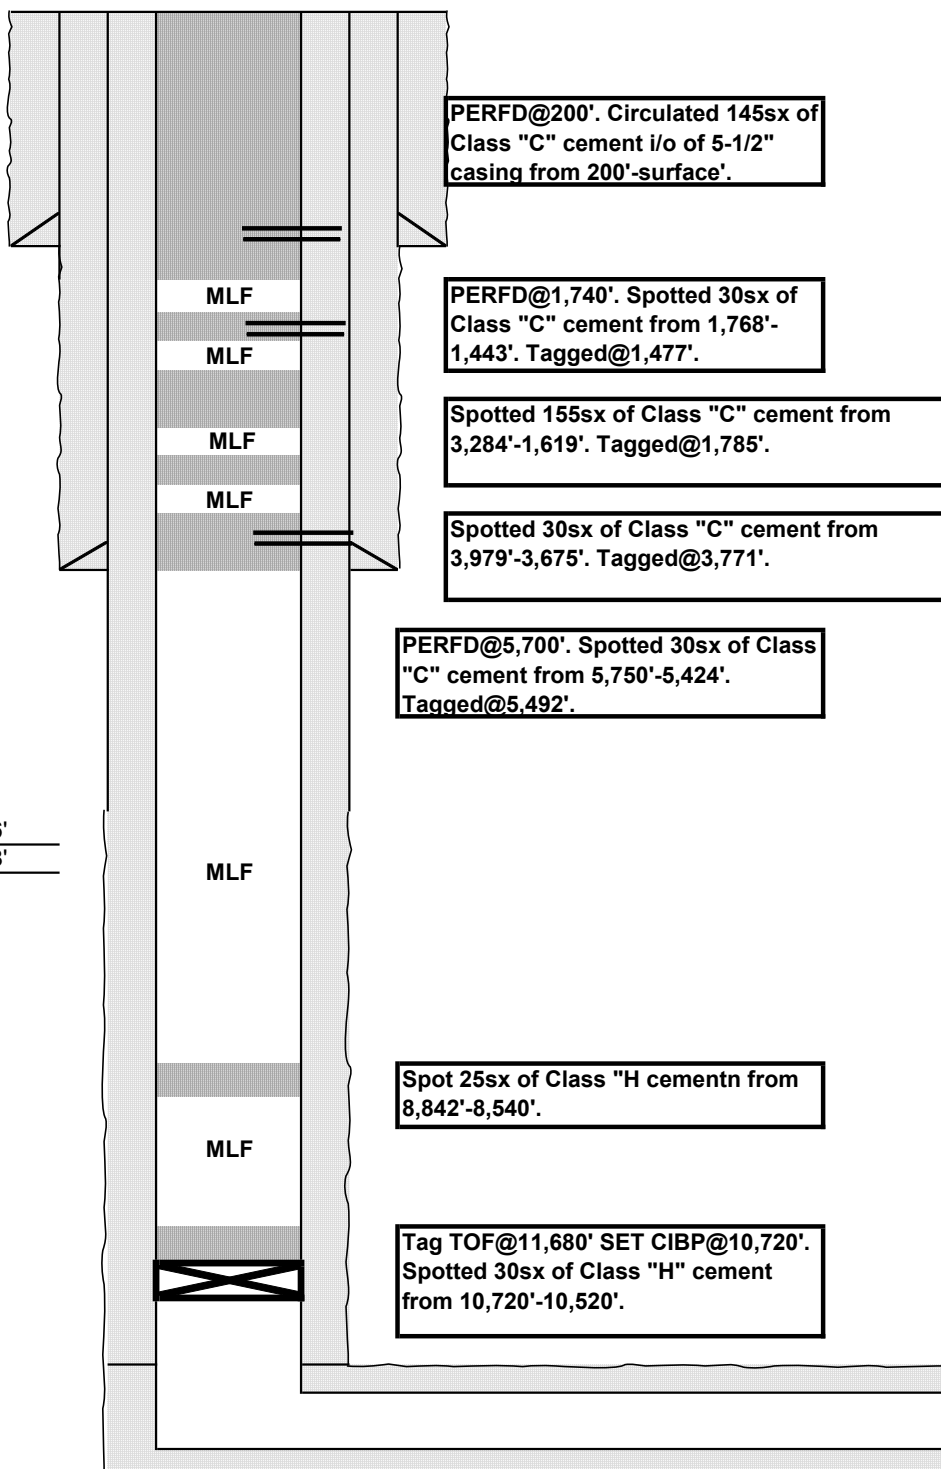 PERFD@200'. Circulated 145sx of
Class "C" cement i/o of 5-1/2"
casing from 200'-surface'.
MLF
PERFD@1,740'. Spotted 30sx of
Class "C" cement from 1,768'-
1,443'. Tagged@1,477'.
MLF
Spotted 155sx of Class "C" cement from
3,284'-1,619'. Tagged@1,785'.
MLF
MLF
Spotted 30sx of Class "C" cement from
3,979'-3,675'. Tagged@3,771'.
PERFD@5,700'. Spotted 30sx of Class
"C" cement from 5,750'-5,424'.
Tagged@5,492'.
MLF
Spot 25sx of Class "H cementn from
8,842'-8,540'.
MLF
Tag TOF@11,680' SET CIBP@10,720'.
Spotted 30sx of Class "H" cement
from 10,720'-10,520'.